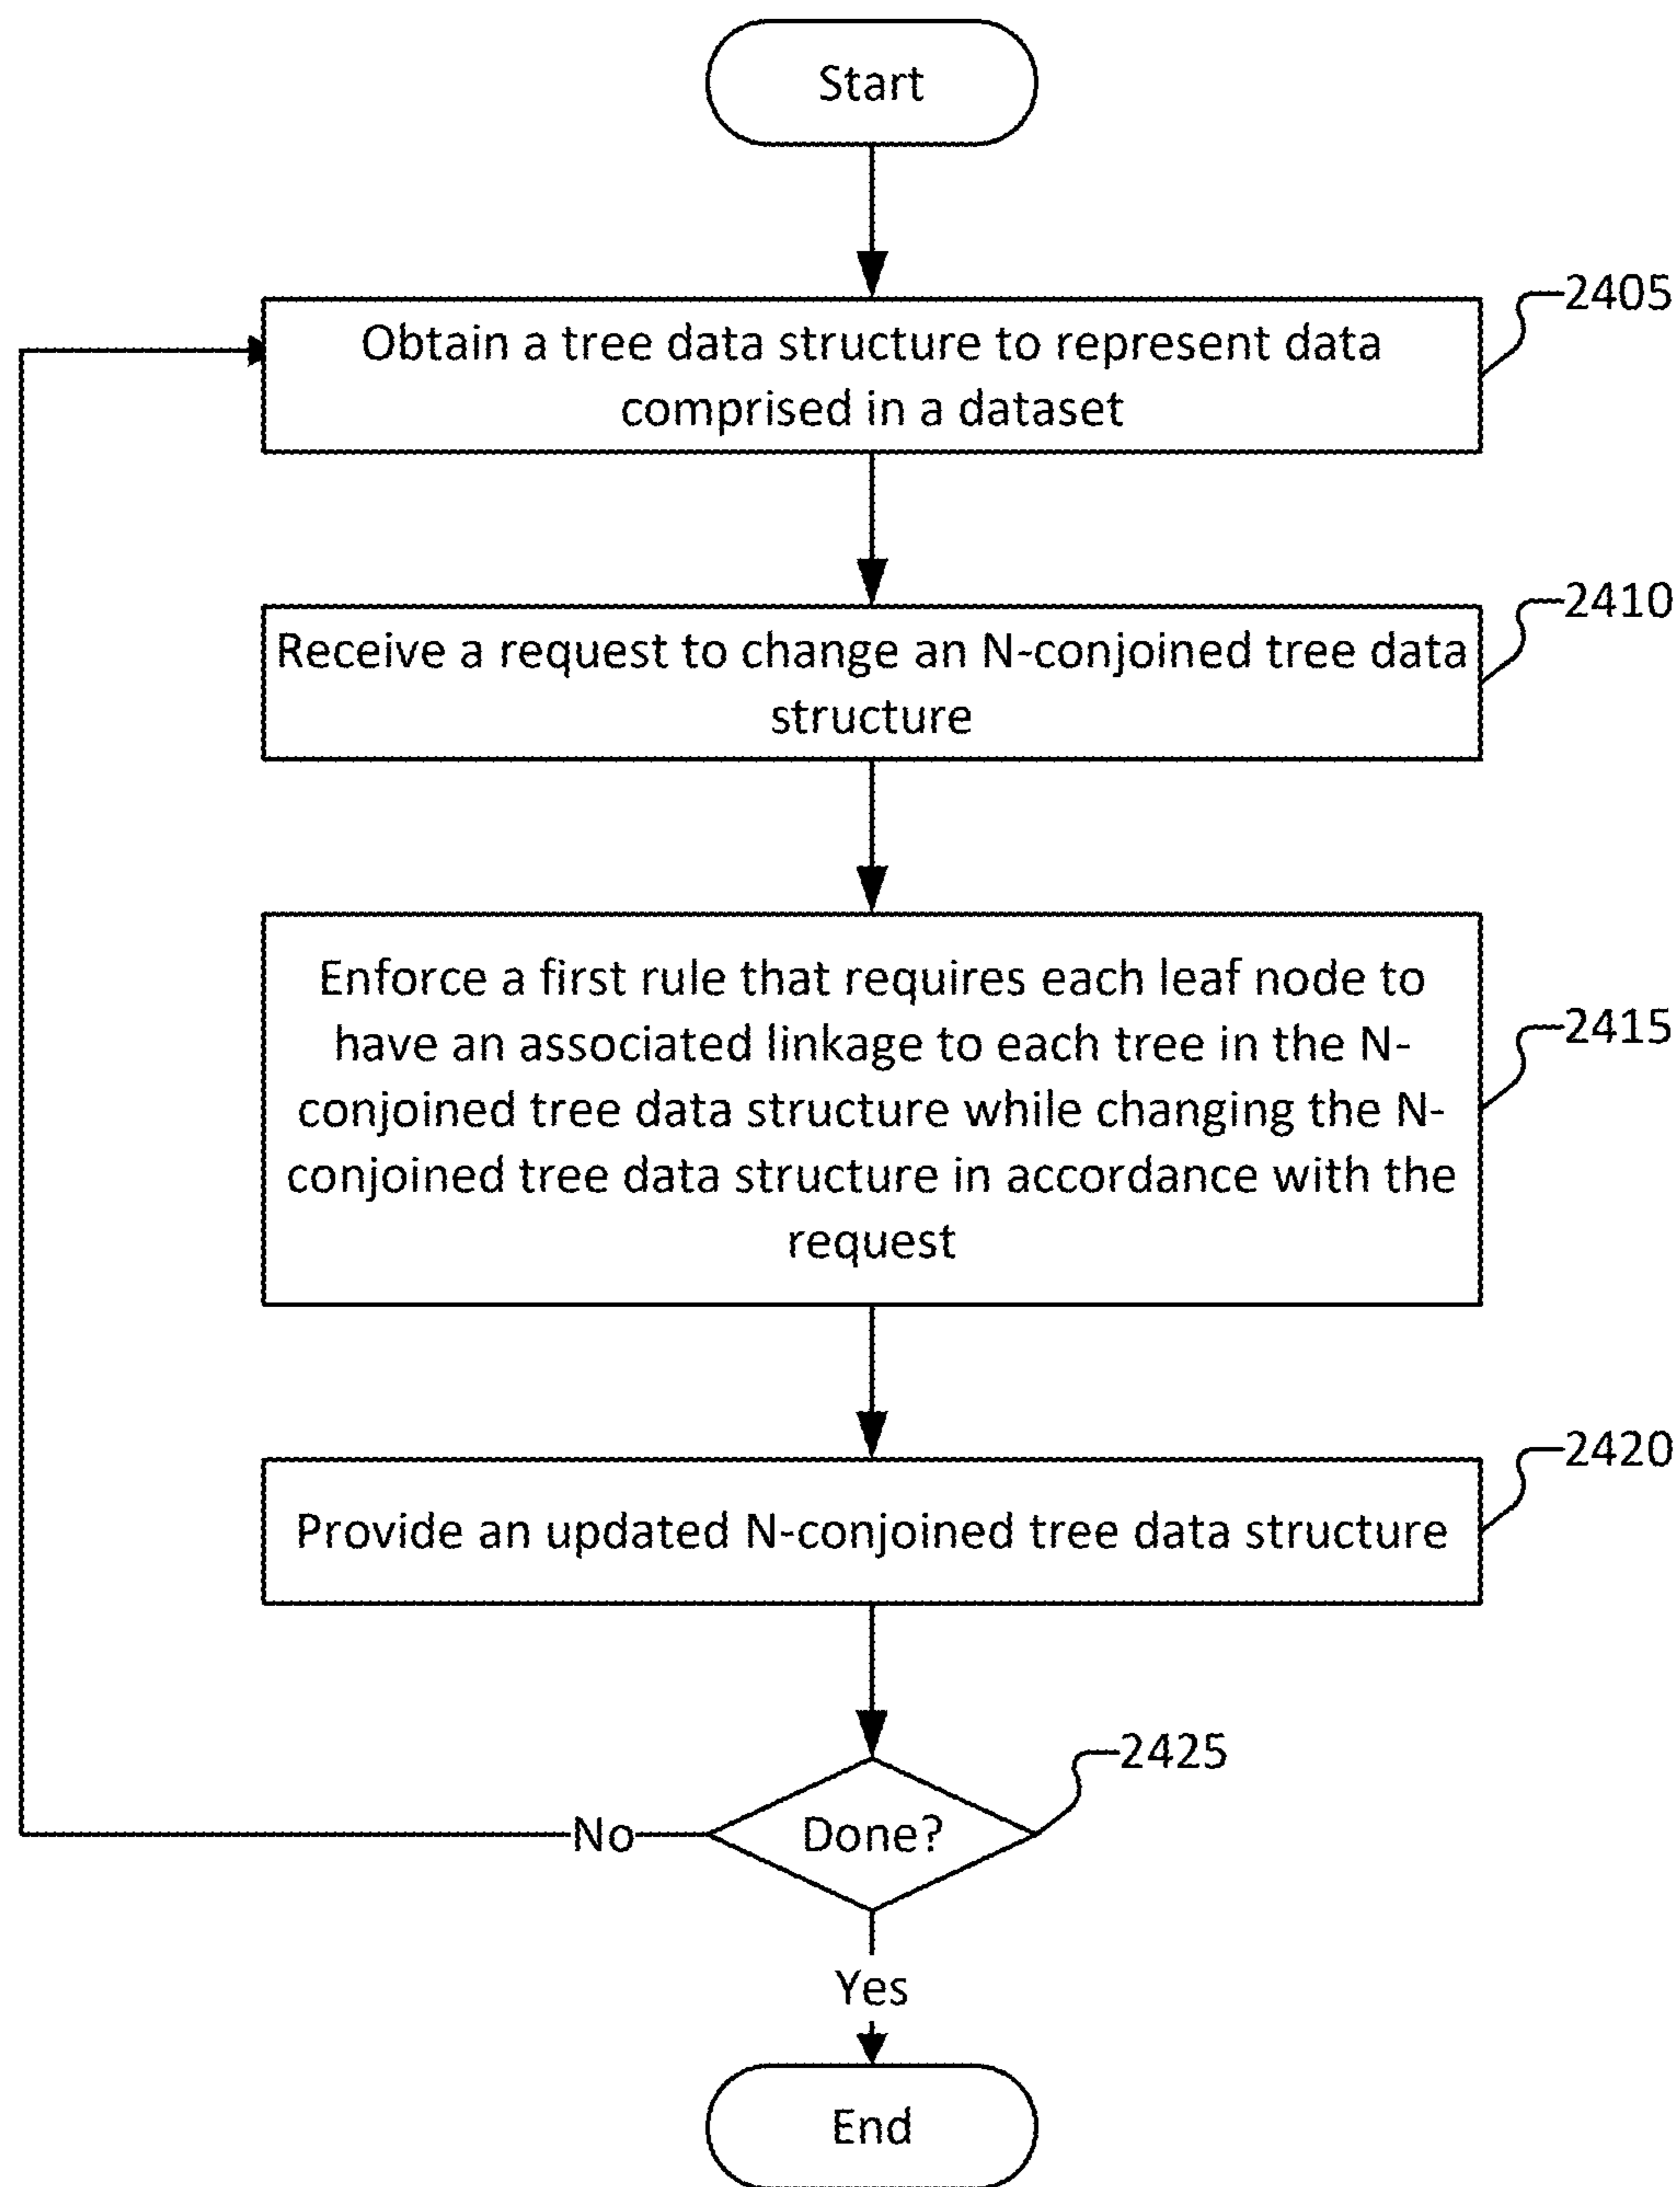 Start
Obtain a tree data structure to represent data
comprised in a dataset
2405
Receive a request to change an N-conjoined tree data
structure
2410
Enforce a first rule that requires each leaf node to
have an associated linkage to each tree in the N-
conjoined tree data structure while changing the N-
conjoined tree data structure in accordance with the
request
2415
Provide an updated N-conjoined tree data structure
2420
Done?
2425
No
Yes
End